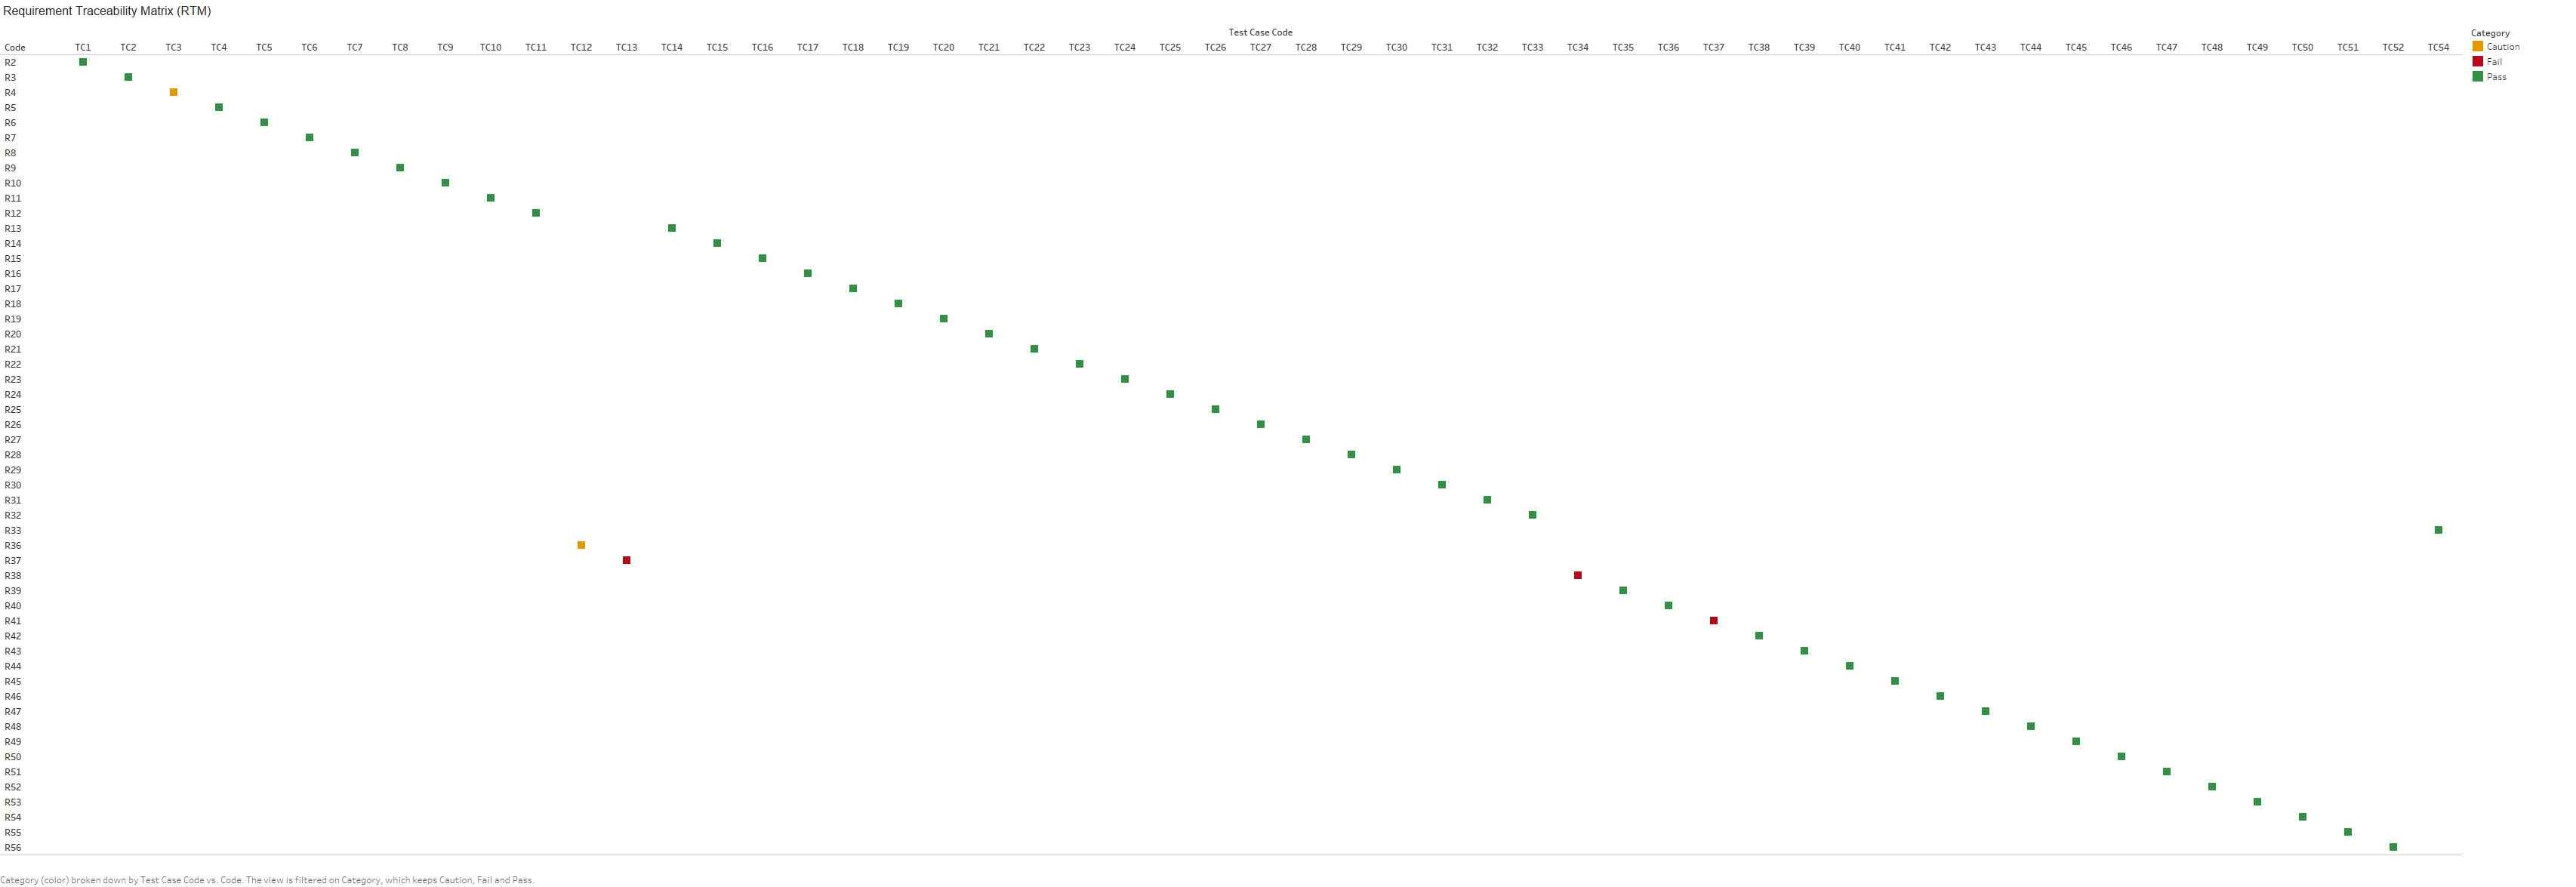 Requirement Traceability Matrix (RTM)
Test Case Code
Category
Code TC1 TC2 TC3 TC4 TC5 TC6 TC7 TC8 TC9 TC10 TC11 TC12 TC13 TC14 TC15 TC16 TC17 TC18 TC19 TC20 TC21 TC22 TC23 TC24 TC25 TC26 TC27 TC28 TC29 TC30 TC31 TC32 TC33 TC34 TC35 TC36 TC37 TC38 TC39 TC40 TC41 TC42 TC43 TC44 TC45 TC46 TC47 TC48 TC49 TC50 TC51 TC52 TC54
Caution
Fail
Pass
R2
R3
R4
R5
R6
R7
R8
R9
R10
R11
R12
R13
R14
R15
R16
R17
R18
R19
R20
R21
R22
R23
R24
R25
R26
R27
R28
R29
R30
R31
R32
R33
R36
R37
R38
R39
R40
R41
R42
R43
R44
R45
R46
R47
R48
R49
R50
R51
R52
R53
R54
R55
R56
Category (color) broken down by Test Case Code vs. Code. The view is filtered on Category, which keeps Caution, Fail and Pass.